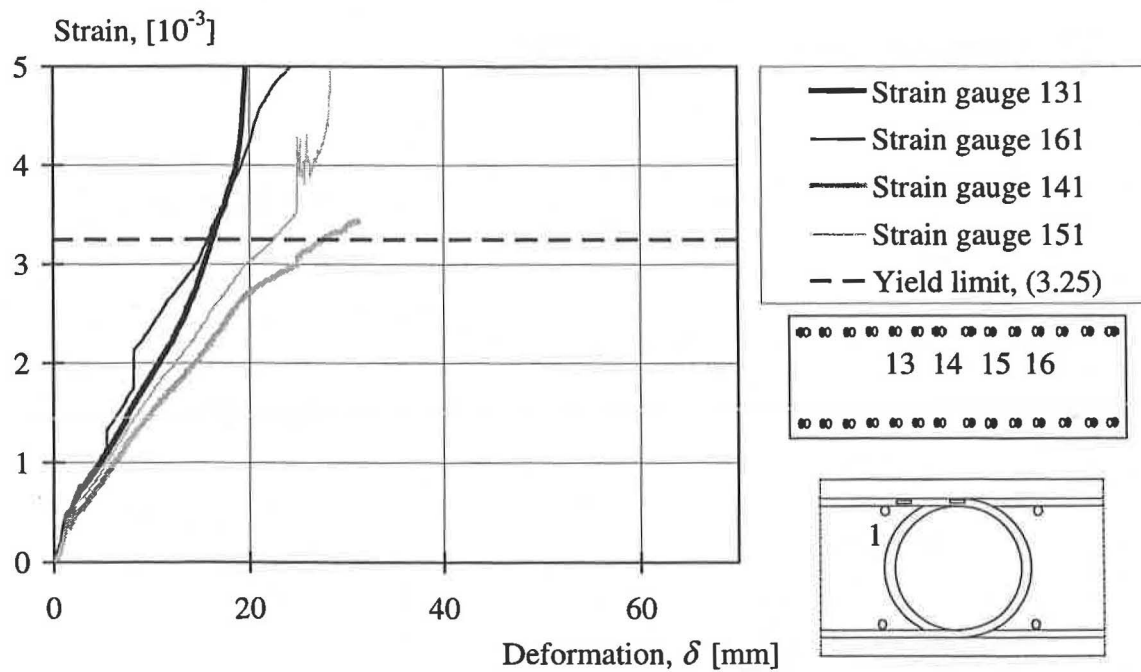 Strain, [10⁻³]
5
4
3
2
1
0
0
20
40
60
Deformation, δ [mm]
Strain gauge 131
Strain gauge 161
Strain gauge 141
Strain gauge 151
Yield limit, (3.25)
13 14 15 16
1